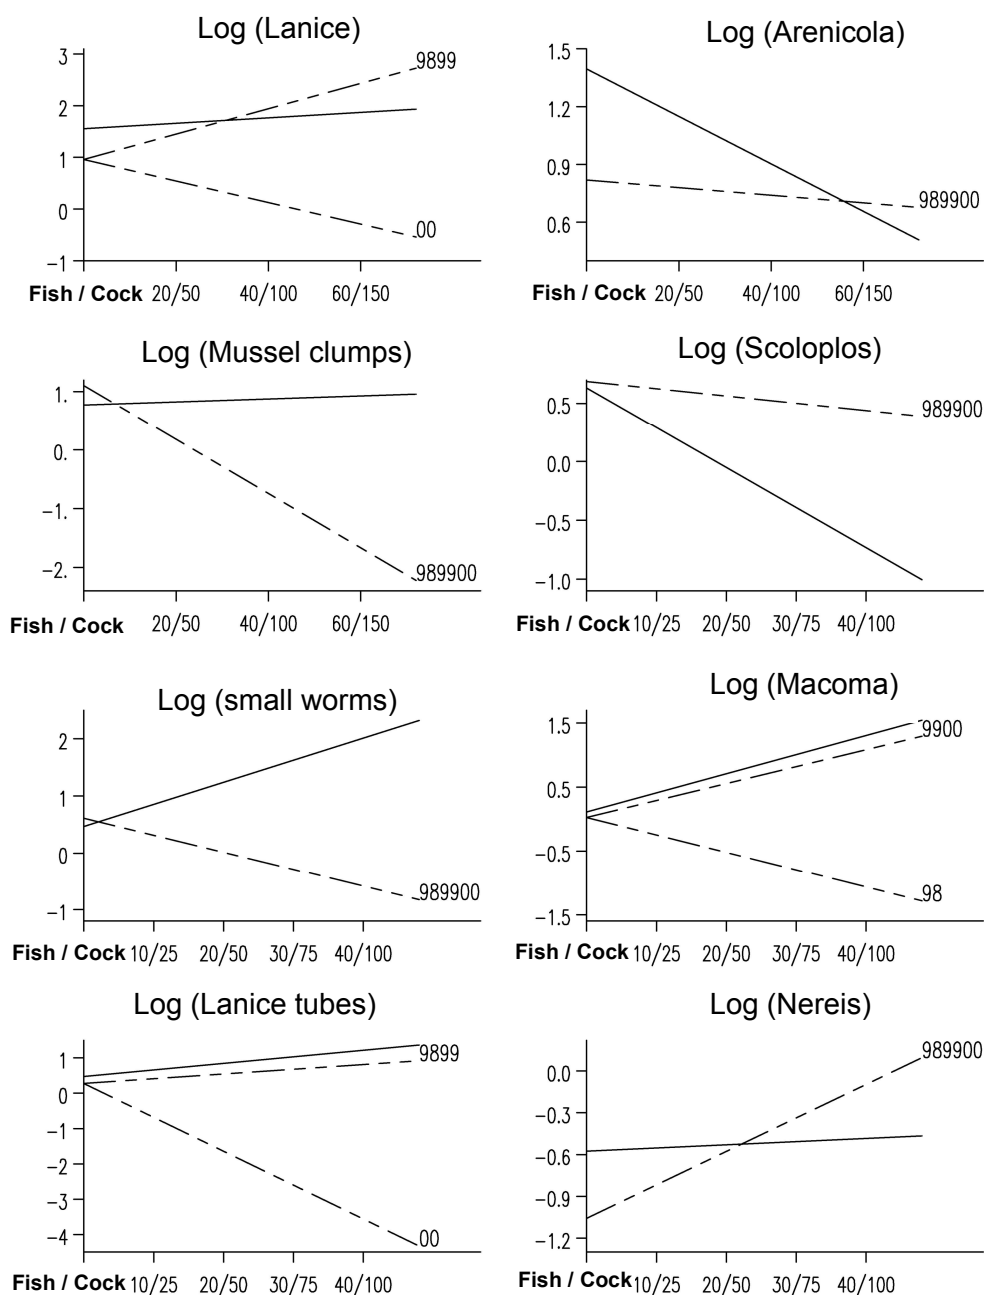 Log (Lanice)
3
2
1
0
−1
9899
00
Fish / Cock 20/50 40/100 60/150
Log (Arenicola)
1.5
1.2
0.9
0.6
989900
Fish / Cock 20/50 40/100 60/150
Log (Mussel clumps)
1.
0.
−1.
−2.
989900
Fish / Cock 20/50 40/100 60/150
Log (Scoloplos)
0.5
0.0
−0.5
−1.0
989900
Fish / Cock 10/25 20/50 30/75 40/100
Log (small worms)
2
1
0
−1
989900
Fish / Cock 10/25 20/50 30/75 40/100
Log (Macoma)
1.5
0.5
−0.5
−1.5
9900
98
Fish / Cock 10/25 20/50 30/75 40/100
Log (Lanice tubes)
1
0
−1
−2
−3
−4
9899
00
Fish / Cock 10/25 20/50 30/75 40/100
Log (Nereis)
0.0
−0.3
−0.6
−0.9
−1.2
989900
Fish / Cock 10/25 20/50 30/75 40/100